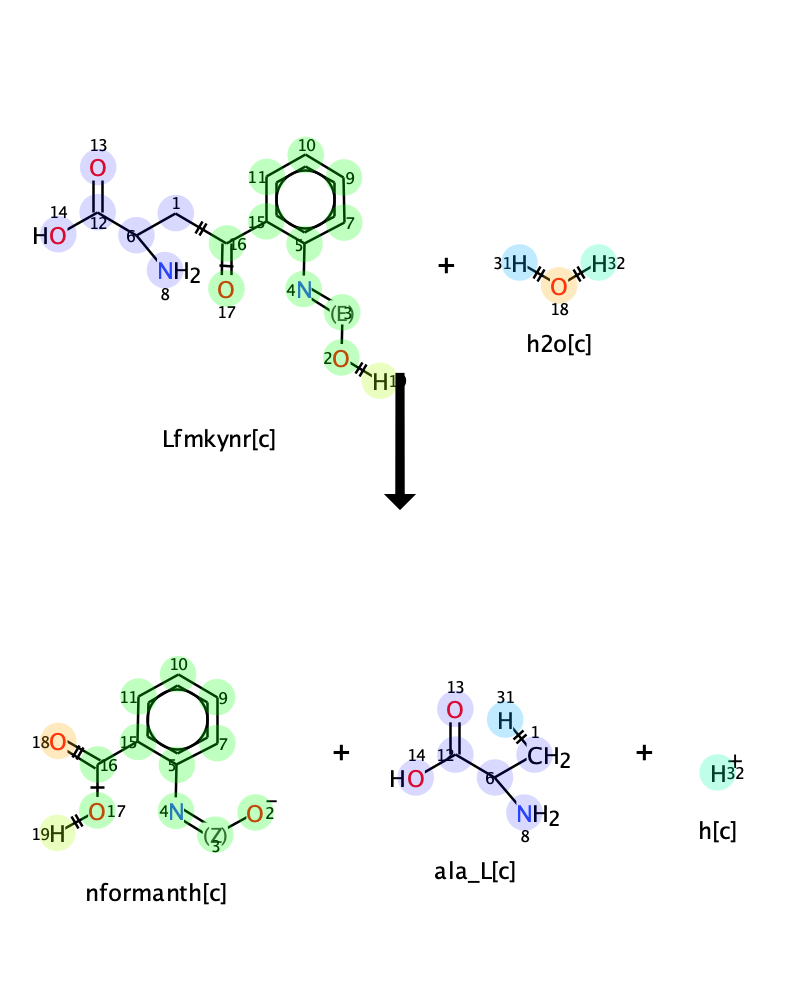 13
O
14
HO
12
6
1
NH2
8
16
O
17
15
11
10
9
7
5
4N
(E)
3
2O
H19
Lfmkynr[c]
+
31H
H32
O
18
h2o[c]
10
11
9
15
7
5
18O
16
O17
19H
4N
(Z)
3
O2−
nformanth[c]
+
13
O
14
HO
12
6
31
H
1
CH2
NH2
8
ala_L[c]
+
H32+
h[c]